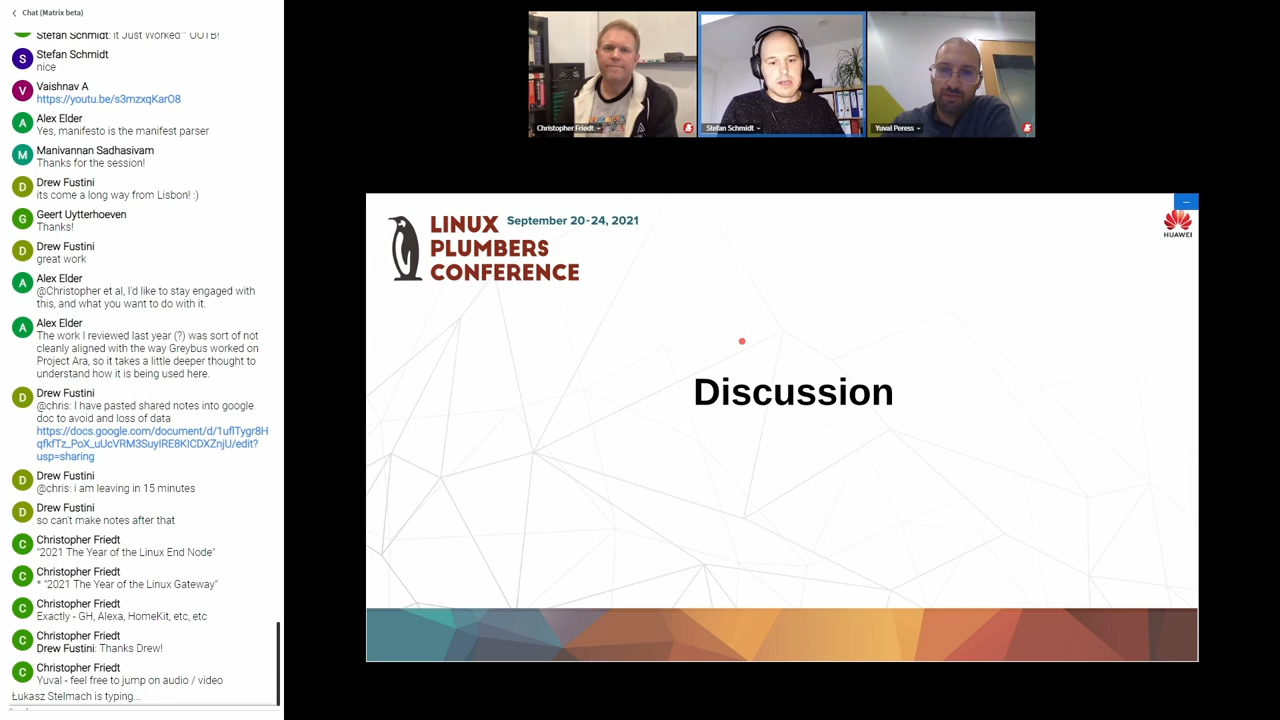 Chat (Matrix beta)
Stefan Schmidt: It Just Worked™ OOTB!
Stefan Schmidt
nice
Vaishnav A
https://youtu.be/s3mzxqKarO8
Alex Elder
Yes, manifesto is the manifest parser
Manivannan Sadhasivam
Thanks for the session!
Drew Fustini
its come a long way from Lisbon! :)
Geert Uytterhoeven
Thanks!
Drew Fustini
great work
Alex Elder
@Christopher et al, I'd like to stay engaged with
this, and what you want to do with it.
Alex Elder
The work I reviewed last year (?) was sort of not
cleanly aligned with the way Greybus worked on
Project Ara, so it takes a little deeper thought to
understand how it is being used here.
Drew Fustini
@chris: I have pasted shared notes into google
doc to avoid and loss of data
https://docs.google.com/document/d/1uflTygr8H
qfkfTz_PoX_uUcVRM3SuyIRE8KICDXZnjU/edit?
usp=sharing
Drew Fustini
@chris: i am leaving in 15 minutes
Drew Fustini
so can't make notes after that
Christopher Friedt
"2021 The Year of the Linux End Node"
Christopher Friedt
* "2021 The Year of the Linux Gateway"
Christopher Friedt
Exactly - GH, Alexa, HomeKit, etc, etc
Christopher Friedt
Drew Fustini: Thanks Drew!
Christopher Friedt
Yuval - feel free to jump on audio / video
Łukasz Stelmach is typing...
Christopher Friedt
Stefan Schmidt
Yuval Peress
LINUX
PLUMBERS
CONFERENCE
September 20-24, 2021
HUAWEI
Discussion